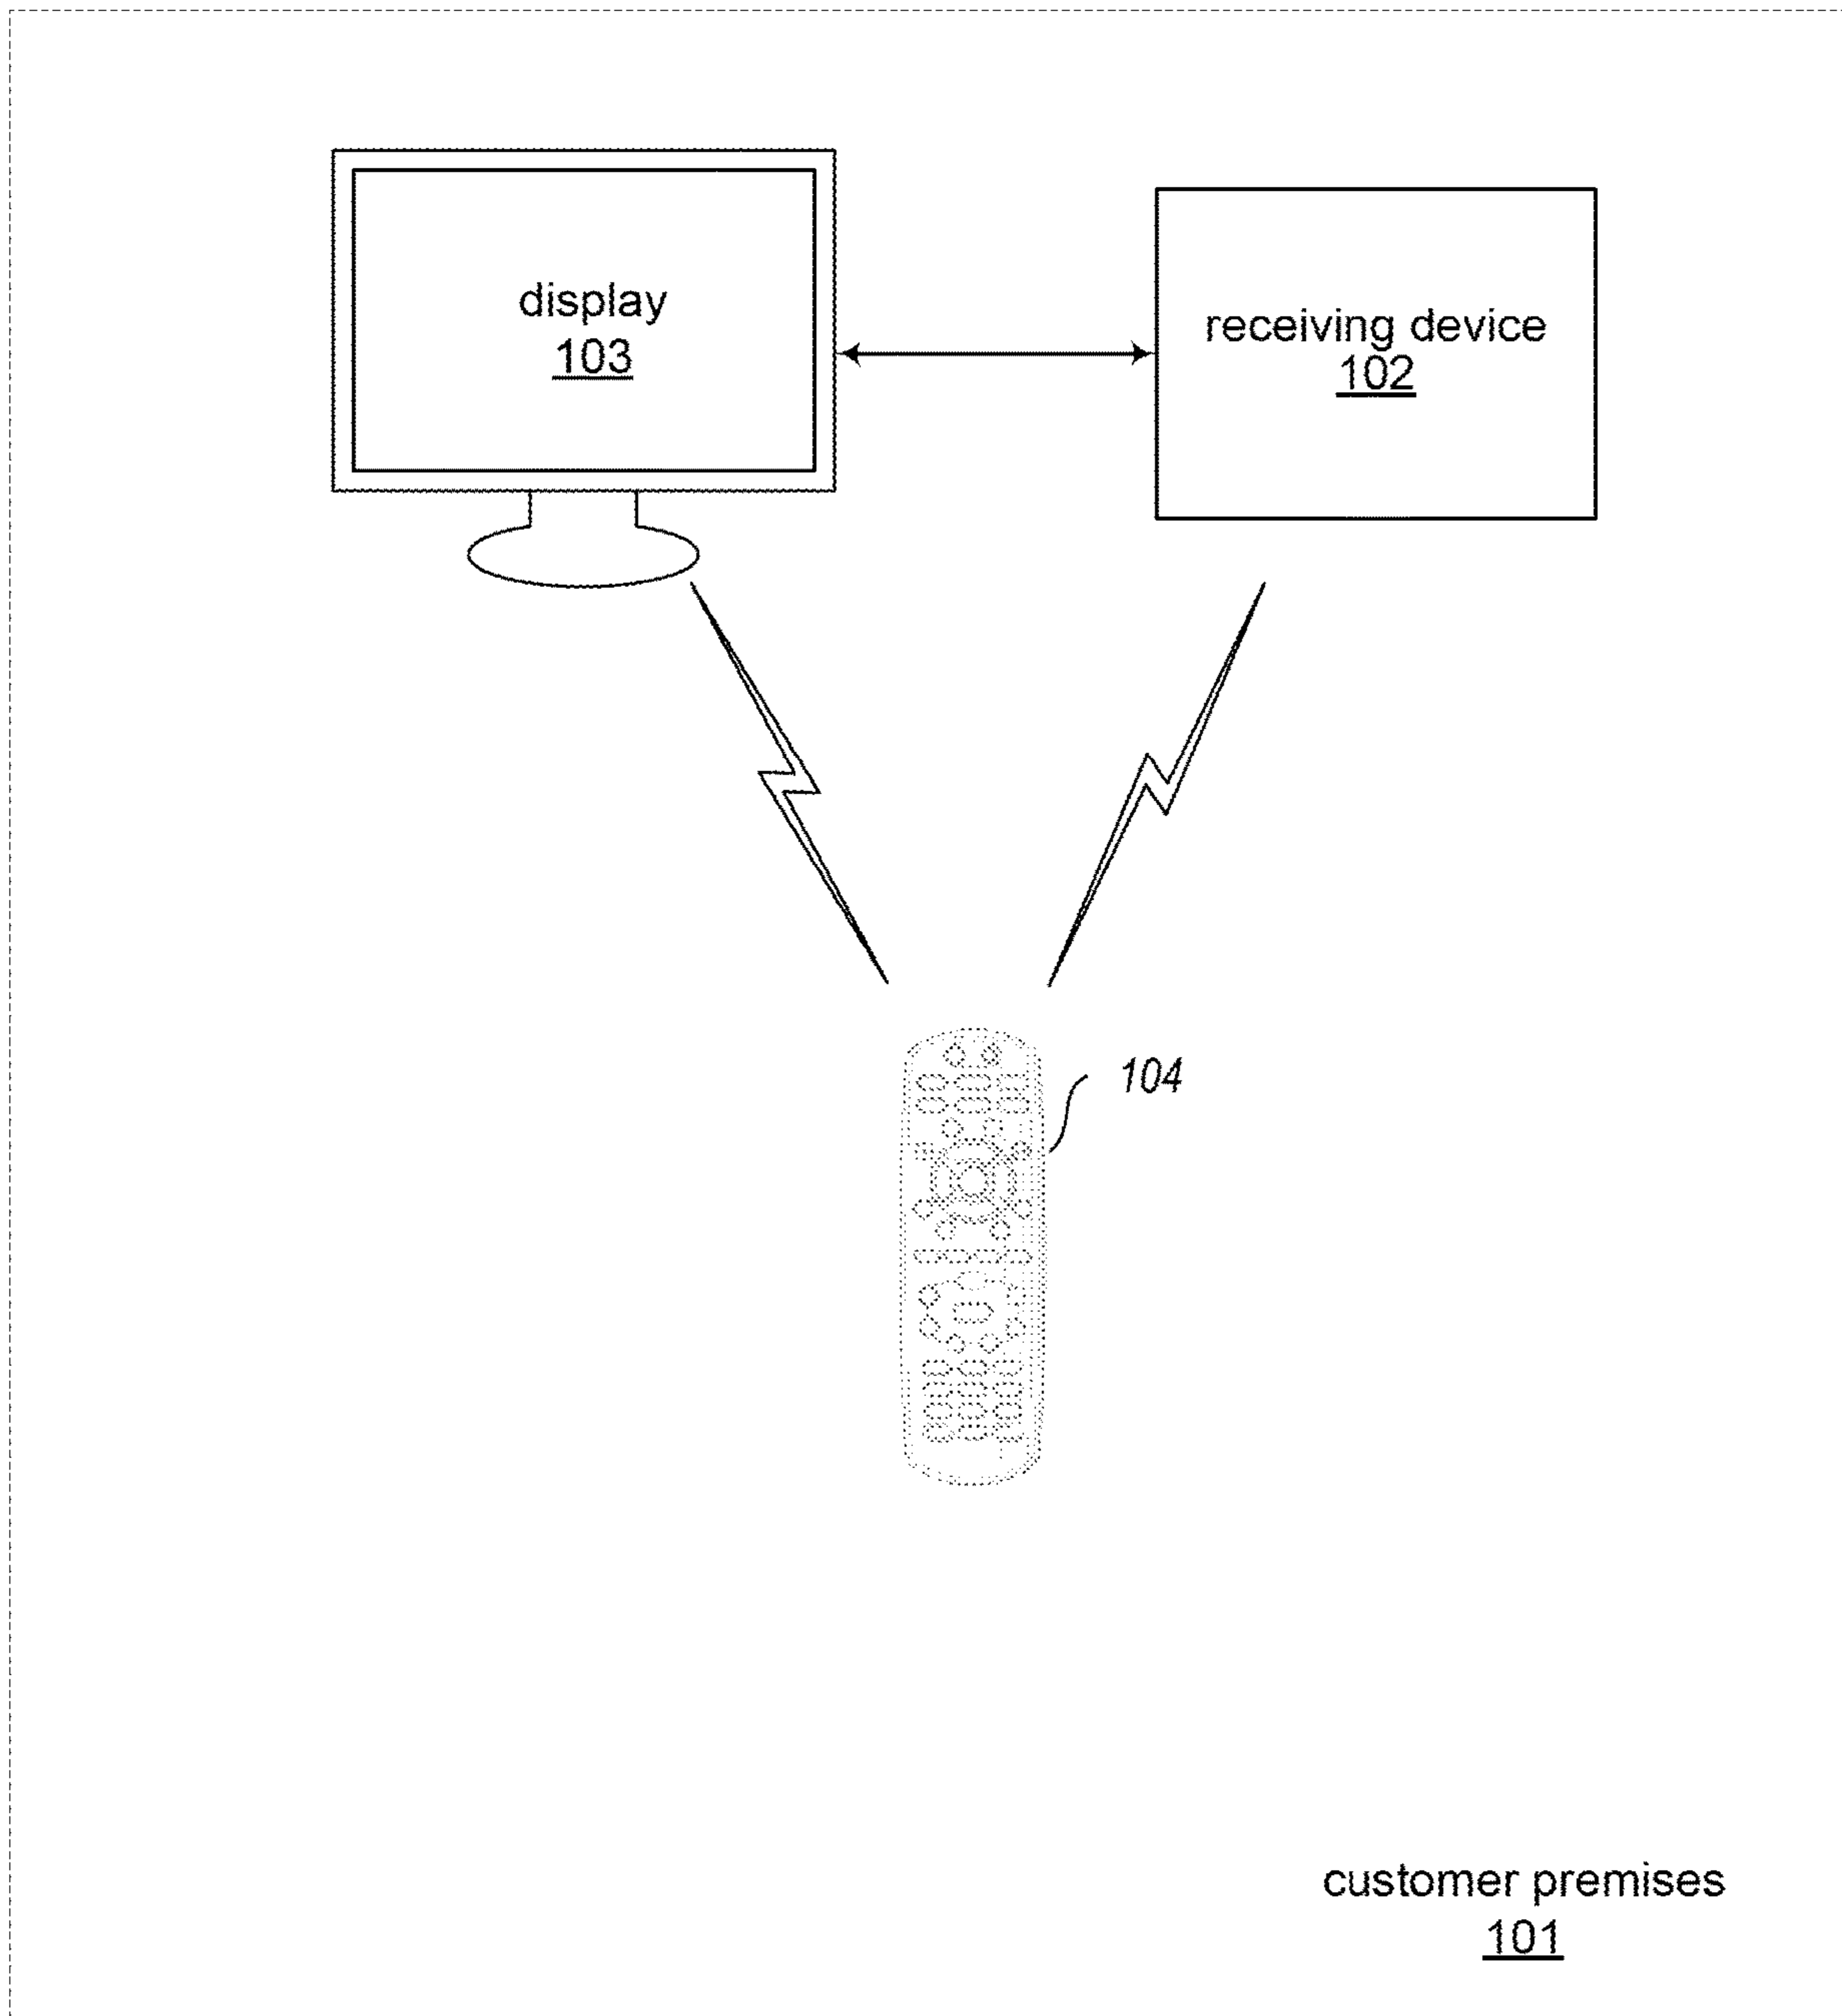 display
103
receiving device
102
104
customer premises
101